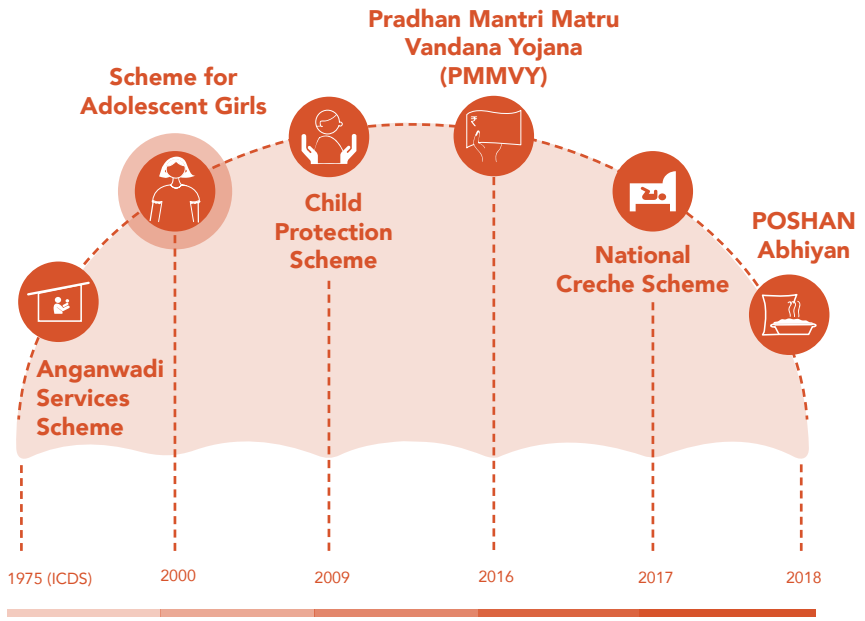 Pradhan Mantri Matru
Vandana Yojana
(PMMVY)
Scheme for
Adolescent Girls
₹
Child
Protection
Scheme
National
Creche Scheme
POSHAN
Abhiyan
Anganwadi
Services
Scheme
1975 (ICDS)
2000
2009
2016
2017
2018